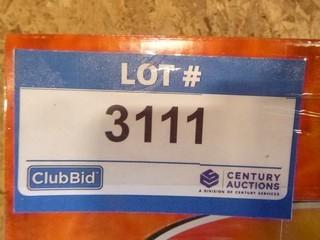 LOT #
3111
ClubBid
CENTURY
AUCTIONS
A DIVISION OF CENTURY SERVICES